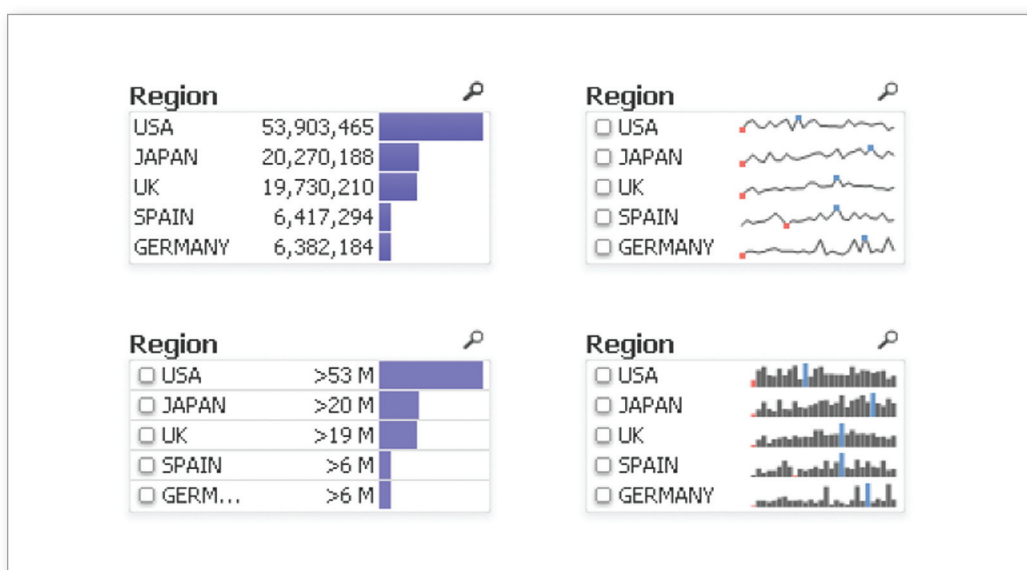 Region
USA 53,903,465
JAPAN 20,270,188
UK 19,730,210
SPAIN 6,417,294
GERMANY 6,382,184
Region
USA
JAPAN
UK
SPAIN
GERMANY
Region
USA >53 M
JAPAN >20 M
UK >19 M
SPAIN >6 M
GERM... >6 M
Region
USA
JAPAN
UK
SPAIN
GERMANY